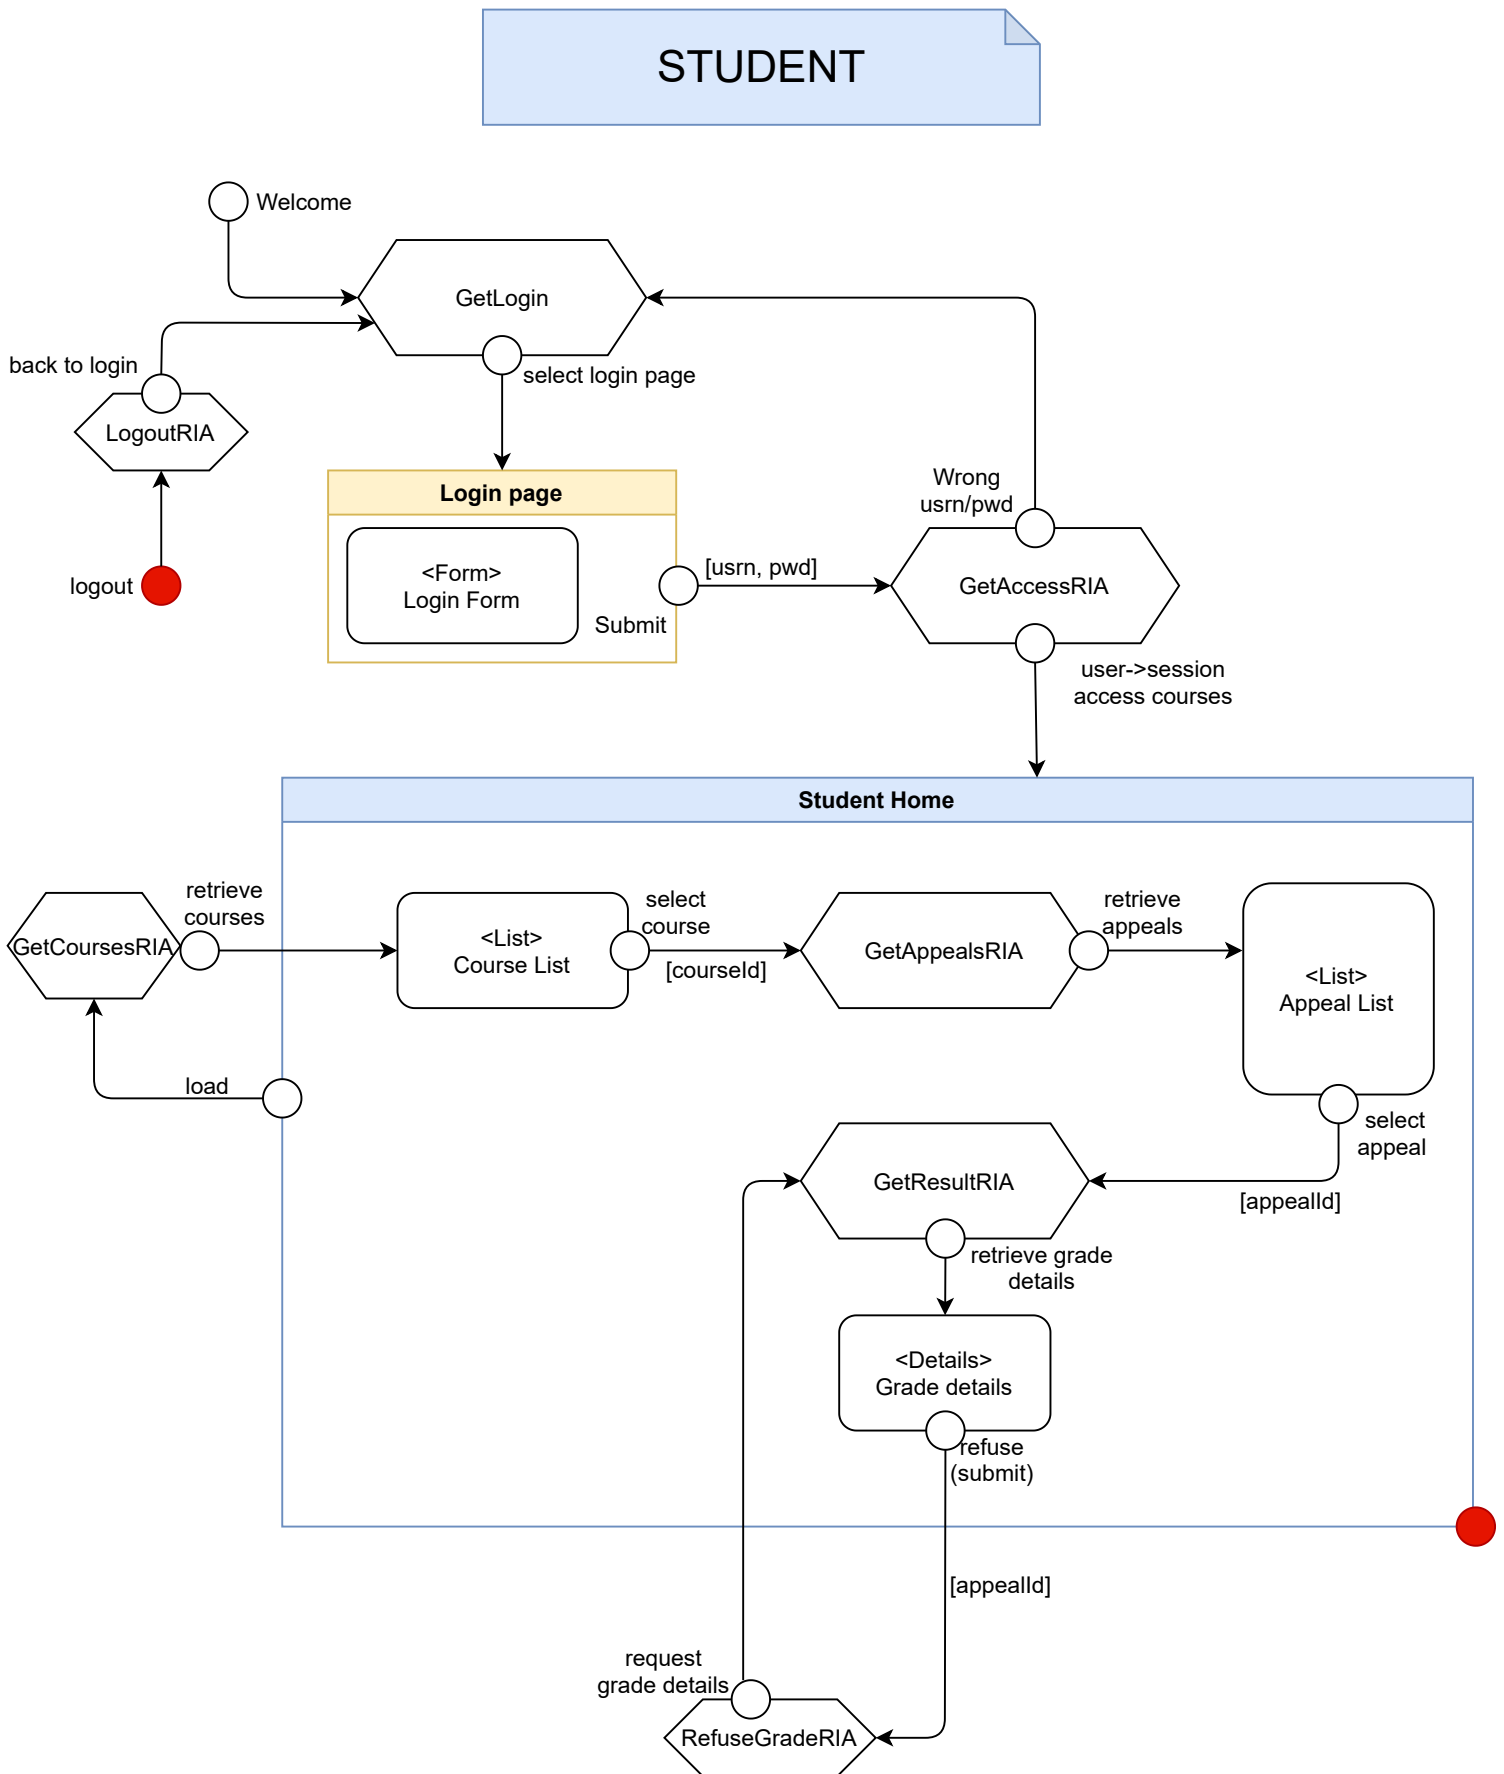 STUDENT
Welcome
GetLogin
back to login
select login page
LogoutRIA
Login page
Wrong
usrn/pwd
<Form>
Login Form
[usrn, pwd]
GetAccessRIA
logout
Submit
user->session
access courses
Student Home
retrieve
courses
select
course
retrieve
appeals
GetCoursesRIA
<List>
Course List
GetAppealsRIA
[courseId]
<List>
Appeal List
load
select
appeal
GetResultRIA
[appealId]
retrieve grade
details
<Details>
Grade details
refuse
(submit)
[appealId]
request
grade details
RefuseGradeRIA